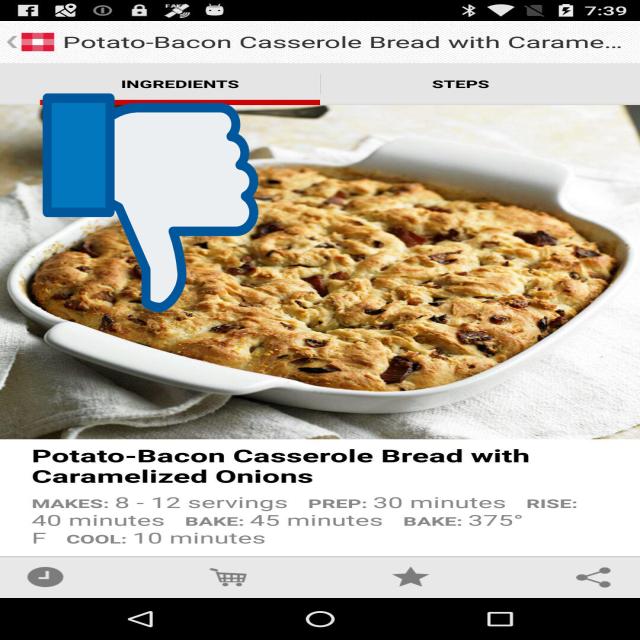 7:39
Potato-Bacon Casserole Bread with Carame...
INGREDIENTS
STEPS
Potato-Bacon Casserole Bread with
Caramelized Onions
MAKES: 8 - 12 servings PREP: 30 minutes RISE:
40 minutes BAKE: 45 minutes BAKE: 375°
F COOL: 10 minutes